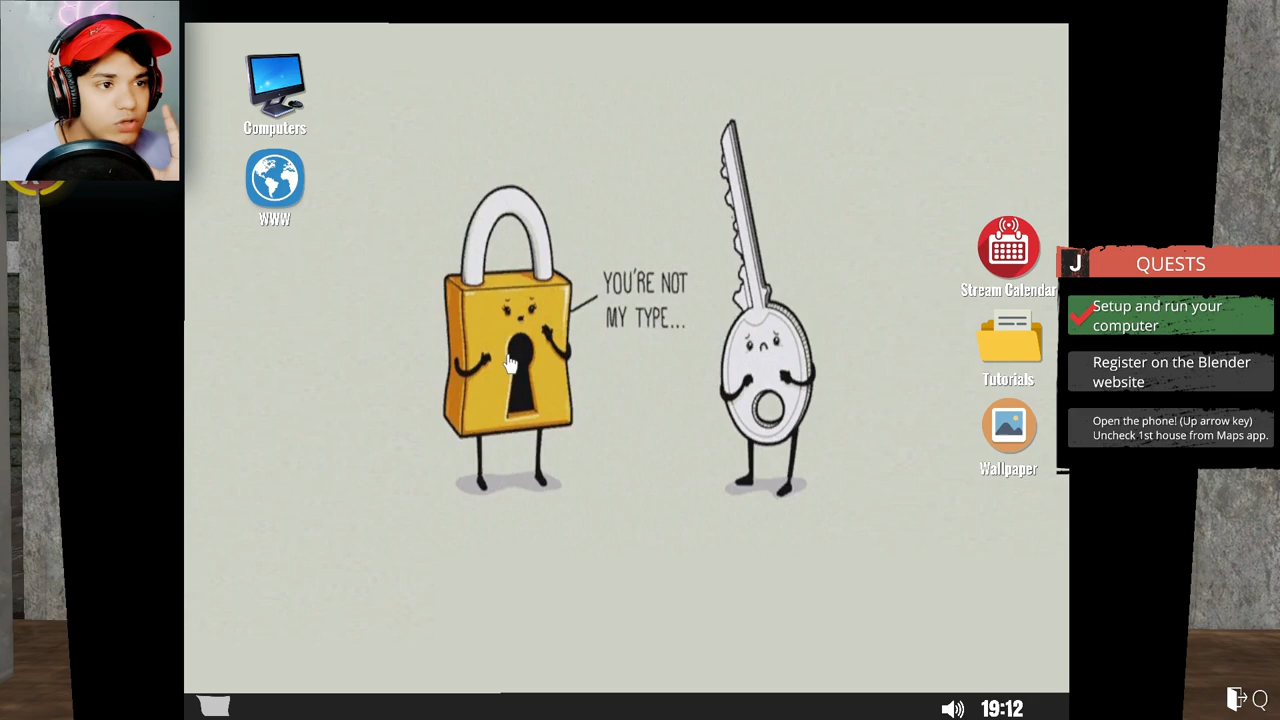 Computers
WWW
YOU'RE NOT
MY TYPE...
Stream Calendar
Tutorials
Wallpaper
J
QUESTS
Setup and run your
computer
Register on the Blender
website
Open the phone! (Up arrow key)
Uncheck 1st house from Maps app.
19:12
Q